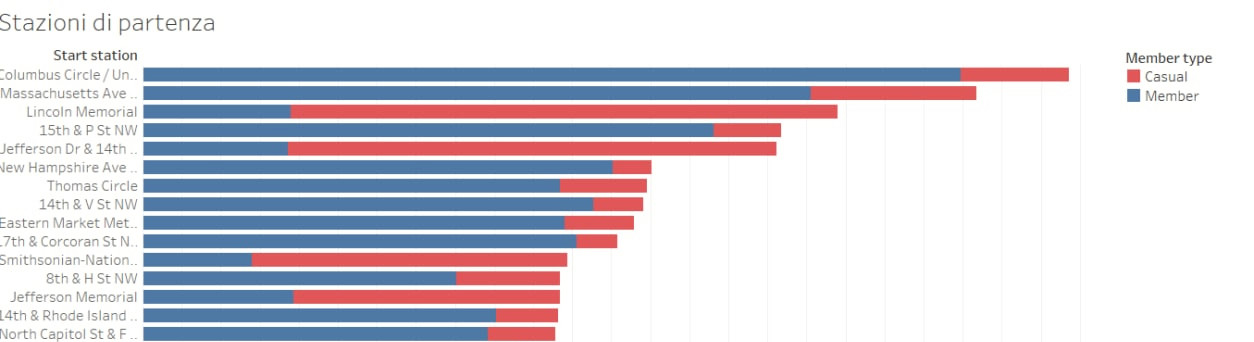 Stazioni di partenza
Start station
Columbus Circle / Un..
Massachusetts Ave ..
Lincoln Memorial
15th & P St NW
Jefferson Dr & 14th ..
New Hampshire Ave ..
Thomas Circle
14th & V St NW
Eastern Market Met..
17th & Corcoran St N..
Smithsonian-Nation..
8th & H St NW
Jefferson Memorial
14th & Rhode Island ..
North Capitol St & F ..
Member type
Casual
Member